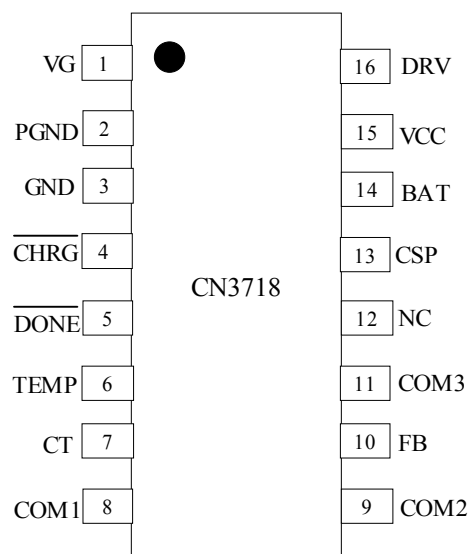 VG 1 16 DRV
PGND 2 15 VCC
GND 3 14 BAT
CHRG 4 13 CSP
CN3718
DONE 5 12 NC
TEMP 6 11 COM3
CT 7 10 FB
COM1 8 9 COM2